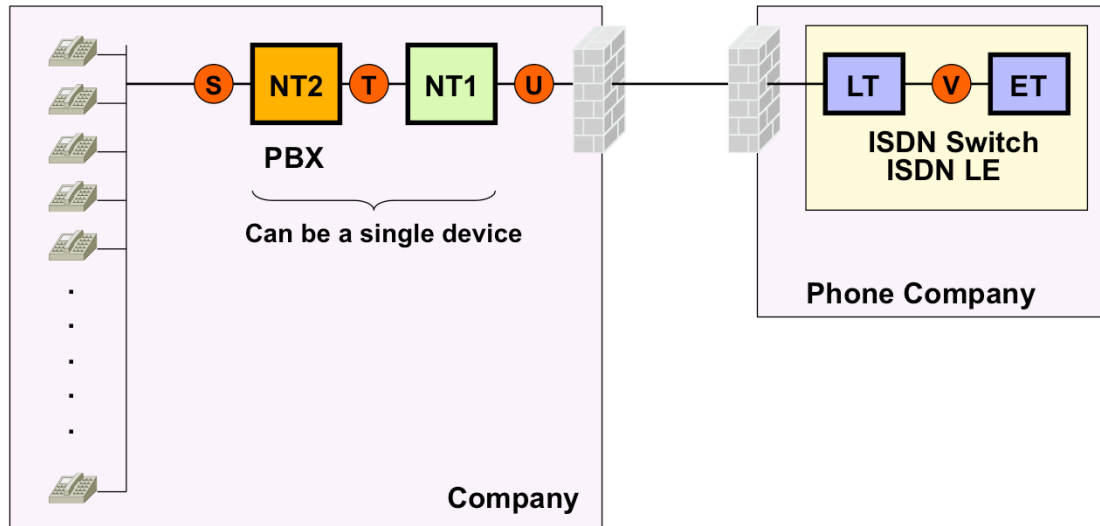 S
NT2
T
NT1
U
LT
V
ET
PBX
ISDN Switch
ISDN LE
Can be a single device
Phone Company
Company